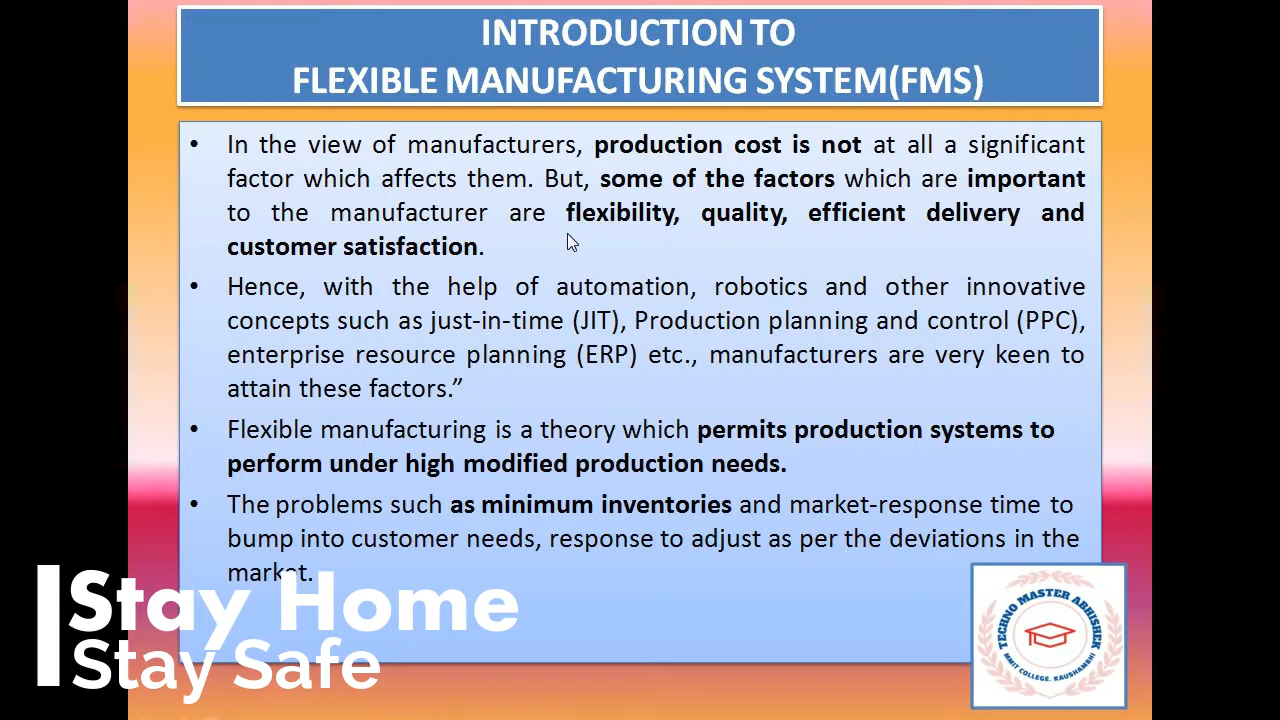 INTRODUCTION TO
FLEXIBLE MANUFACTURING SYSTEM(FMS)
• In the view of manufacturers, production cost is not at all a significant
factor which affects them. But, some of the factors which are important
to the manufacturer are flexibility, quality, efficient delivery and
customer satisfaction.
• Hence, with the help of automation, robotics and other innovative
concepts such as just-in-time (JIT), Production planning and control (PPC),
enterprise resource planning (ERP) etc., manufacturers are very keen to
attain these factors.”
• Flexible manufacturing is a theory which permits production systems to
perform under high modified production needs.
• The problems such as minimum inventories and market-response time to
bump into customer needs, response to adjust as per the deviations in the
market.
Stay Home
Stay Safe
TECHNO MASTER ABHISHEK
MMIT COLLEGE, KAUSHAMBHI